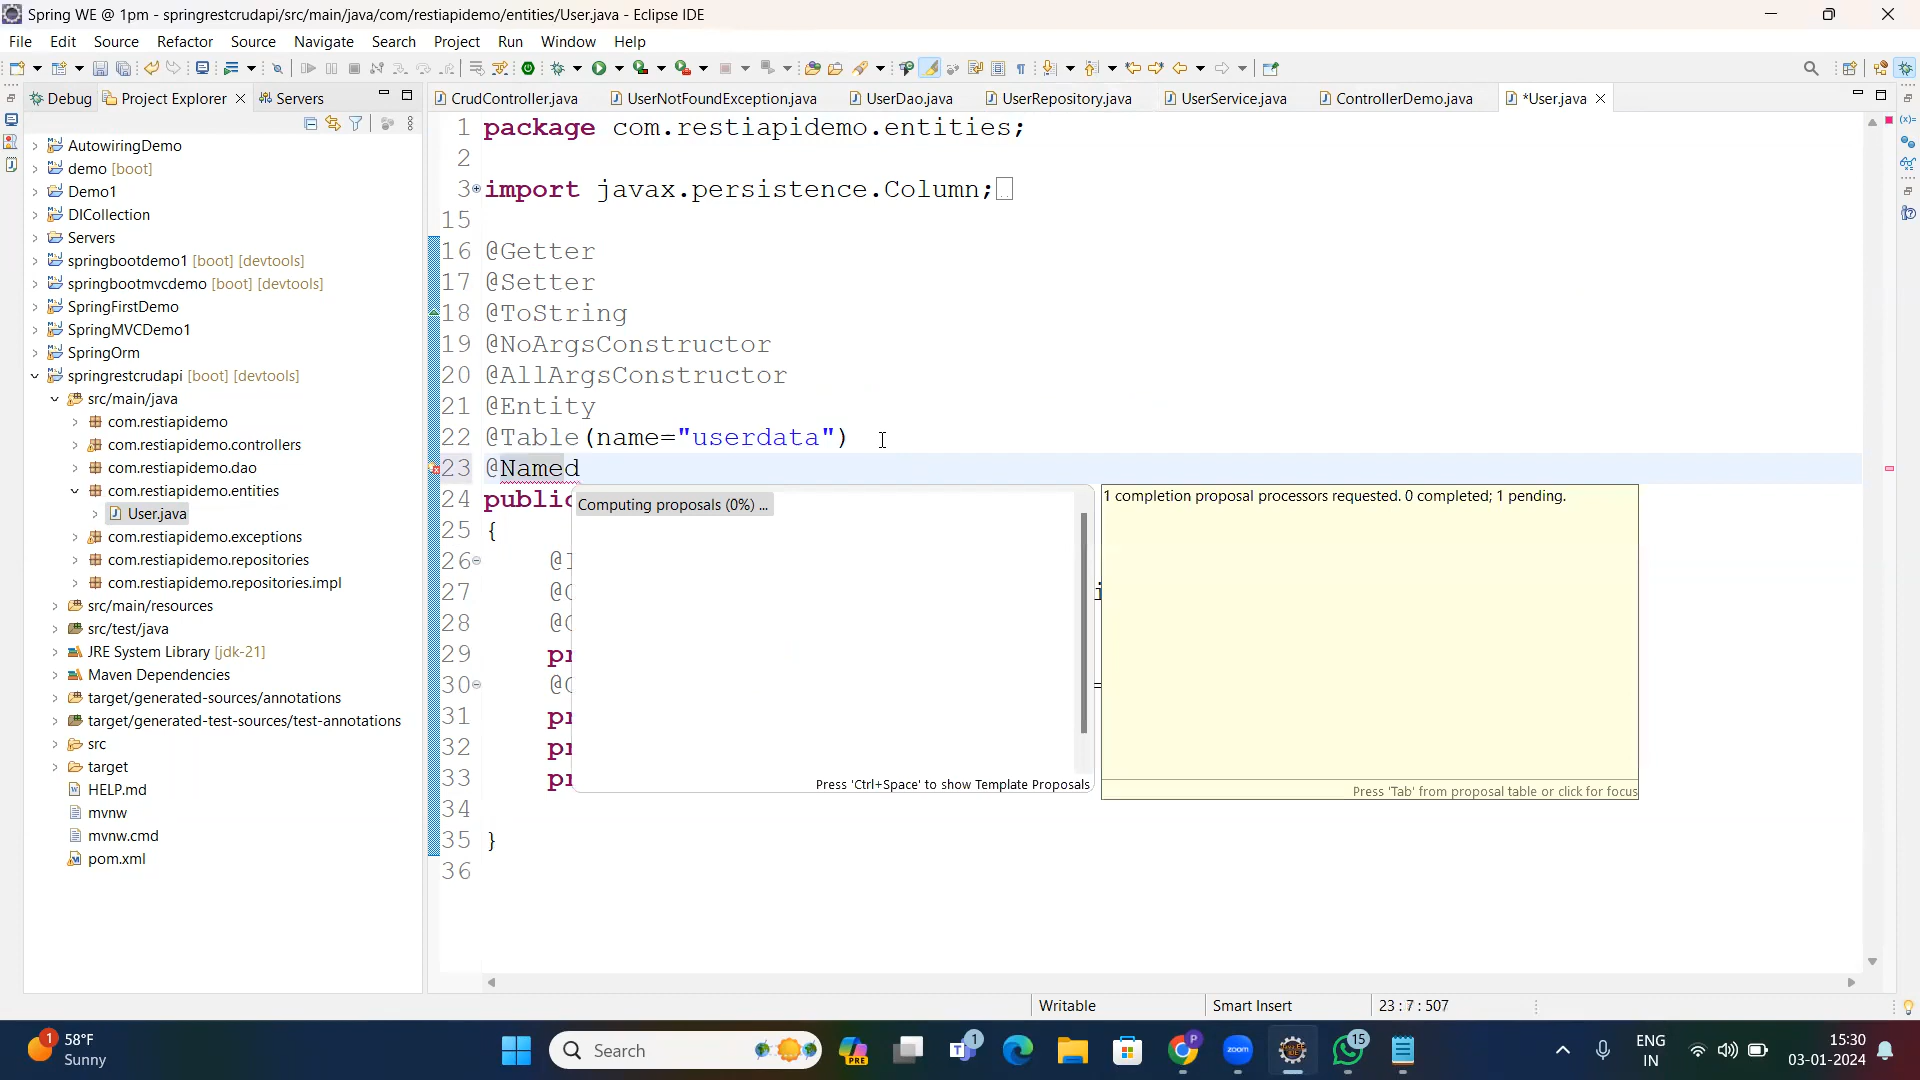 Spring WE @ 1pm - springrestcrudapi/src/main/java/com/restiapidemo/entities/User.java - Eclipse IDE
File Edit Source Refactor Source Navigate Search Project Run Window Help
Debug Project Explorer Servers
CrudController.java UserNotFoundException.java UserDao.java UserRepository.java UserService.java ControllerDemo.java *User.java
AutowiringDemo
demo [boot]
Demo1
DICollection
Servers
springbootdemo1 [boot] [devtools]
springbootmvcdemo [boot] [devtools]
SpringFirstDemo
SpringMVCDemo1
SpringOrm
springrestcrudapi [boot] [devtools]
src/main/java
com.restiapidemo
com.restiapidemo.controllers
com.restiapidemo.dao
com.restiapidemo.entities
User.java
com.restiapidemo.exceptions
com.restiapidemo.repositories
com.restiapidemo.repositories.impl
src/main/resources
src/test/java
JRE System Library [jdk-21]
Maven Dependencies
target/generated-sources/annotations
target/generated-test-sources/test-annotations
src
target
HELP.md
mvnw
mvnw.cmd
pom.xml
1 package com.restiapidemo.entities;
2
3 import javax.persistence.Column;
15
16 @Getter
17 @Setter
18 @ToString
19 @NoArgsConstructor
20 @AllArgsConstructor
21 @Entity
22 @Table(name="userdata")
23 @Named
24 public
25 {
26 @I
27 @G
28 @C
29 pr
30 @C
31 pr
32 pr
33 pr
34
35 }
36
Computing proposals (0%) ...
Press 'Ctrl+Space' to show Template Proposals
1 completion proposal processors requested. 0 completed; 1 pending.
Press 'Tab' from proposal table or click for focus
Writable Smart Insert 23 : 7 : 507
1
58°F
Sunny
Search
PRE
1
zoom
15
ENG
IN
15:30
03-01-2024